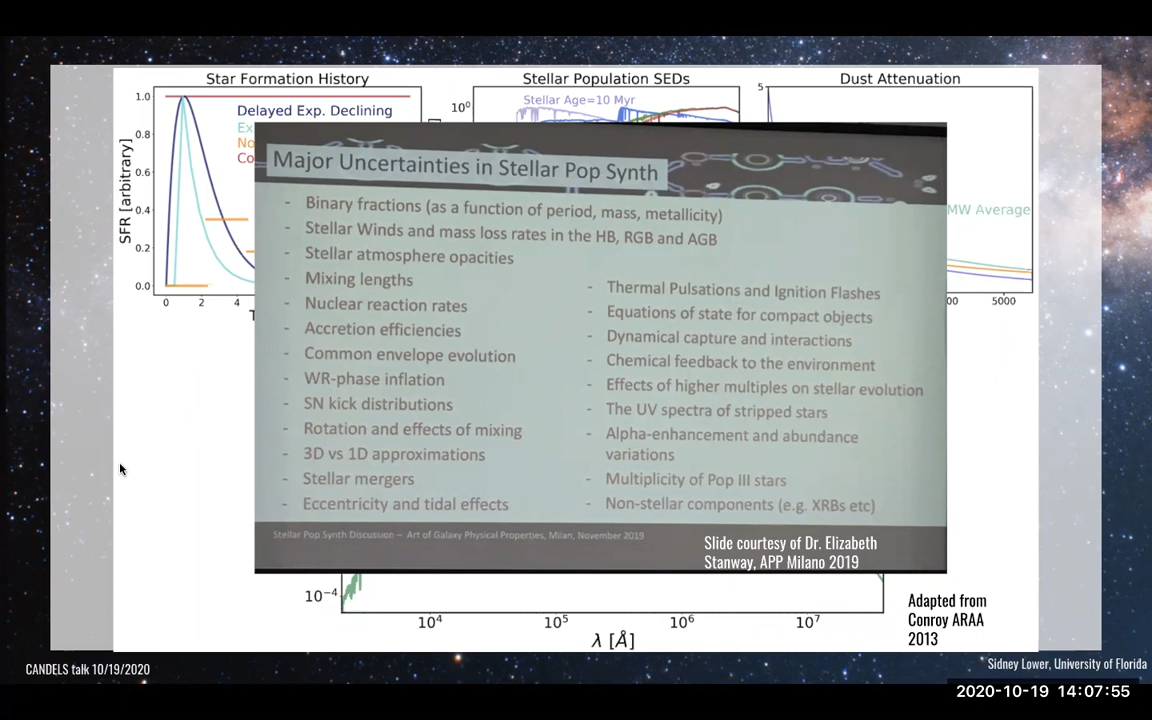 Star Formation History
Stellar Population SEDs
Dust Attenuation
1.0
0.8
0.6
0.4
0.2
0.0
SFR [arbitrary]
0
2
4
Delayed Exp. Declining
Ex
No
Co
10⁰
Stellar Age=10 Myr
5
MW Average
00
5000
Major Uncertainties in Stellar Pop Synth
- Binary fractions (as a function of period, mass, metallicity)
- Stellar Winds and mass loss rates in the HB, RGB and AGB
- Stellar atmosphere opacities
- Mixing lengths
- Nuclear reaction rates
- Accretion efficiencies
- Common envelope evolution
- WR-phase inflation
- SN kick distributions
- Rotation and effects of mixing
- 3D vs 1D approximations
- Stellar mergers
- Eccentricity and tidal effects
- Thermal Pulsations and Ignition Flashes
- Equations of state for compact objects
- Dynamical capture and interactions
- Chemical feedback to the environment
- Effects of higher multiples on stellar evolution
- The UV spectra of stripped stars
- Alpha-enhancement and abundance
variations
- Multiplicity of Pop III stars
- Non-stellar components (e.g. XRBs etc)
Stellar Pop Synth Discussion – Art of Galaxy Physical Properties, Milan, November 2019
Slide courtesy of Dr. Elizabeth
Stanway, APP Milano 2019
10⁻⁴
10⁴
10⁵
10⁶
10⁷
λ [Å]
Adapted from
Conroy ARAA
2013
CANDELS talk 10/19/2020
Sidney Lower, University of Florida
2020-10-19 14:07:55